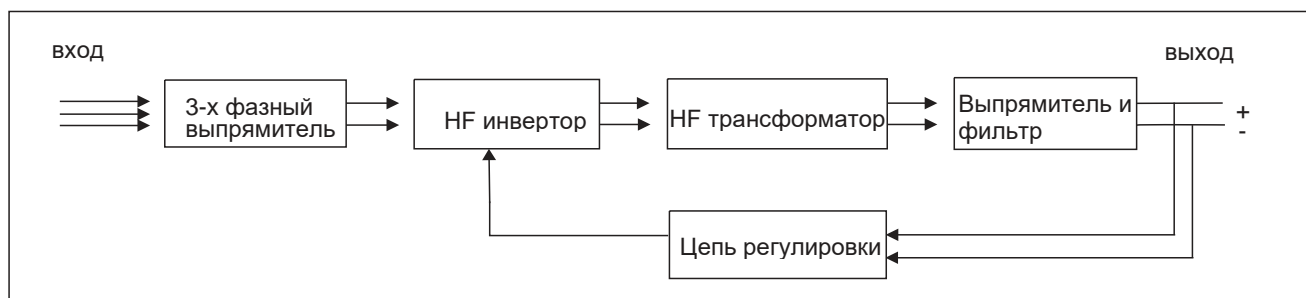 вход
выход
3-х фазный
выпрямитель
HF инвертор
HF трансформатор
Выпрямитель и
фильтр
+
-
Цепь регулировки